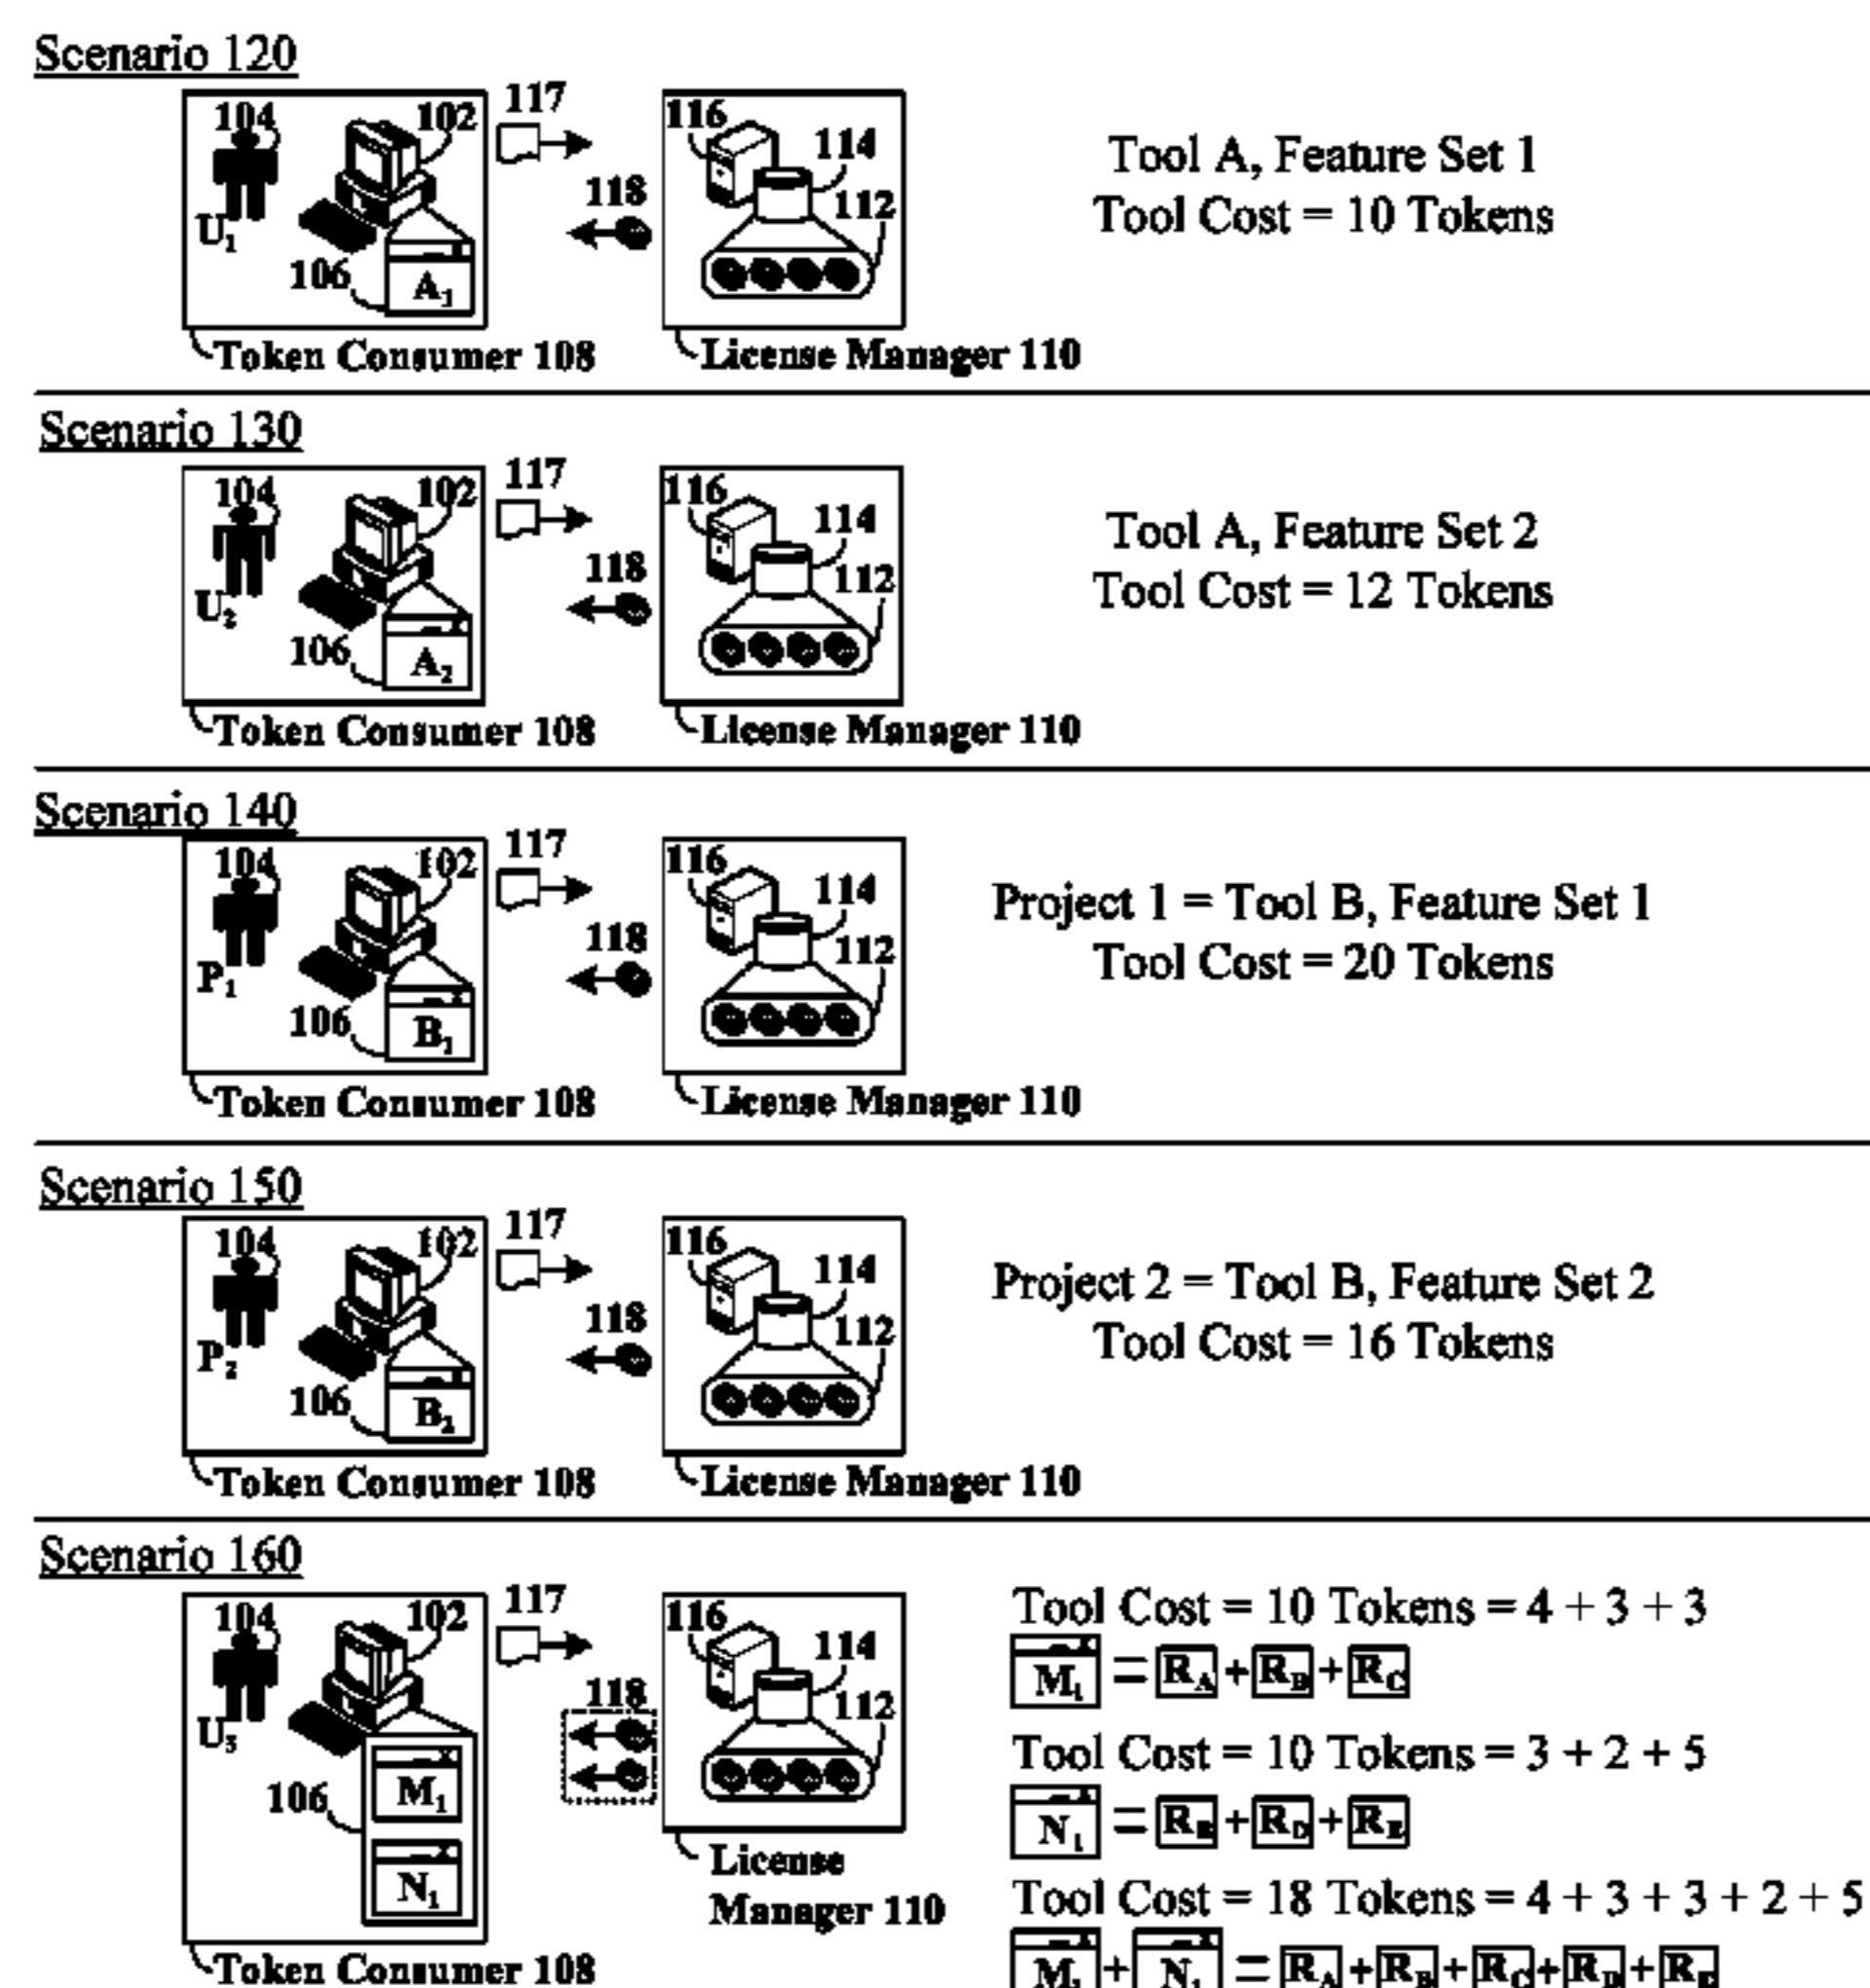 Scenario 120
104
102
117
116
114
118
112
U1
106
A1
Token Consumer 108
License Manager 110
Tool A, Feature Set 1
Tool Cost = 10 Tokens
Scenario 130
104
102
117
116
114
118
112
U2
106
A2
Token Consumer 108
License Manager 110
Tool A, Feature Set 2
Tool Cost = 12 Tokens
Scenario 140
104
102
117
116
114
118
112
P1
106
B1
Token Consumer 108
License Manager 110
Project 1 = Tool B, Feature Set 1
Tool Cost = 20 Tokens
Scenario 150
104
102
117
116
114
118
112
P2
106
B2
Token Consumer 108
License Manager 110
Project 2 = Tool B, Feature Set 2
Tool Cost = 16 Tokens
Scenario 160
104
102
117
116
114
118
112
U3
106
M1
N1
Token Consumer 108
License
Manager 110
Tool Cost = 10 Tokens = 4 + 3 + 3
M1 = RA + RB + RC
Tool Cost = 10 Tokens = 3 + 2 + 5
N1 = RB + RD + RE
Tool Cost = 18 Tokens = 4 + 3 + 3 + 2 + 5
M1 + N1 = RA + RB + RC + RD + RE